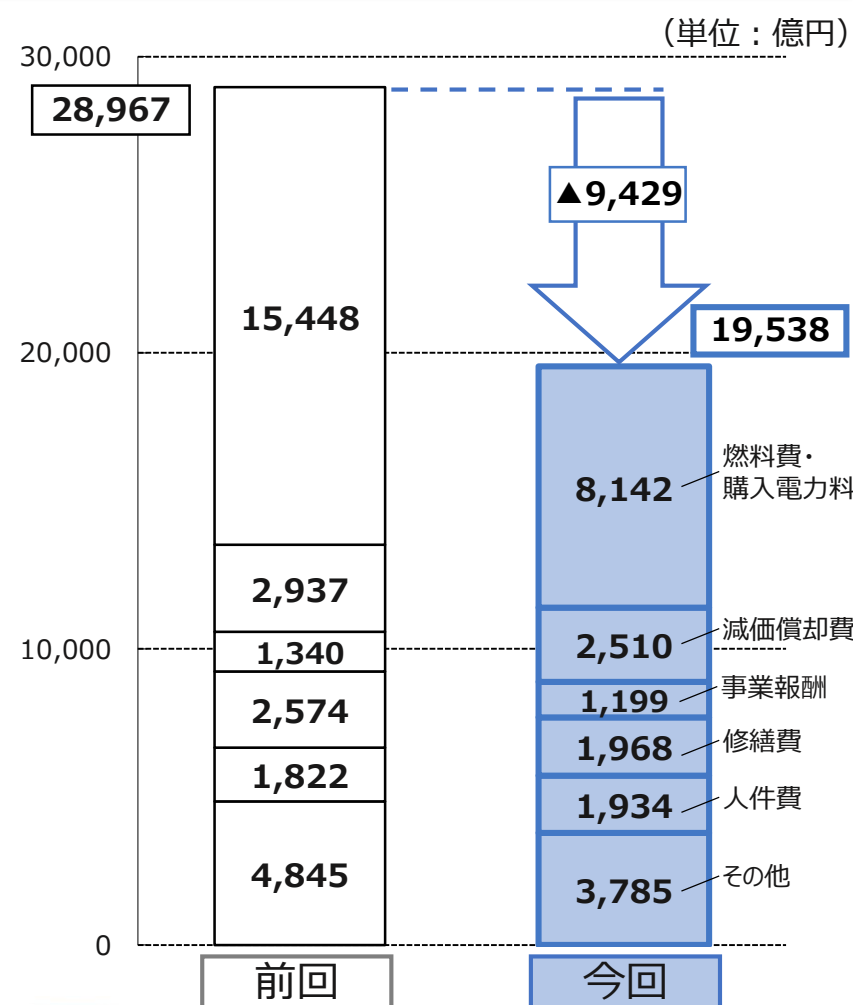 (単位：億円)
30,000
28,967
▲9,429
15,448
19,538
20,000
燃料費・
購入電力料
8,142
2,937
減価償却費
2,510
10,000
1,340
事業報酬
1,199
2,574
修繕費
1,968
1,822
人件費
1,934
4,845
その他
3,785
0
前回
今回